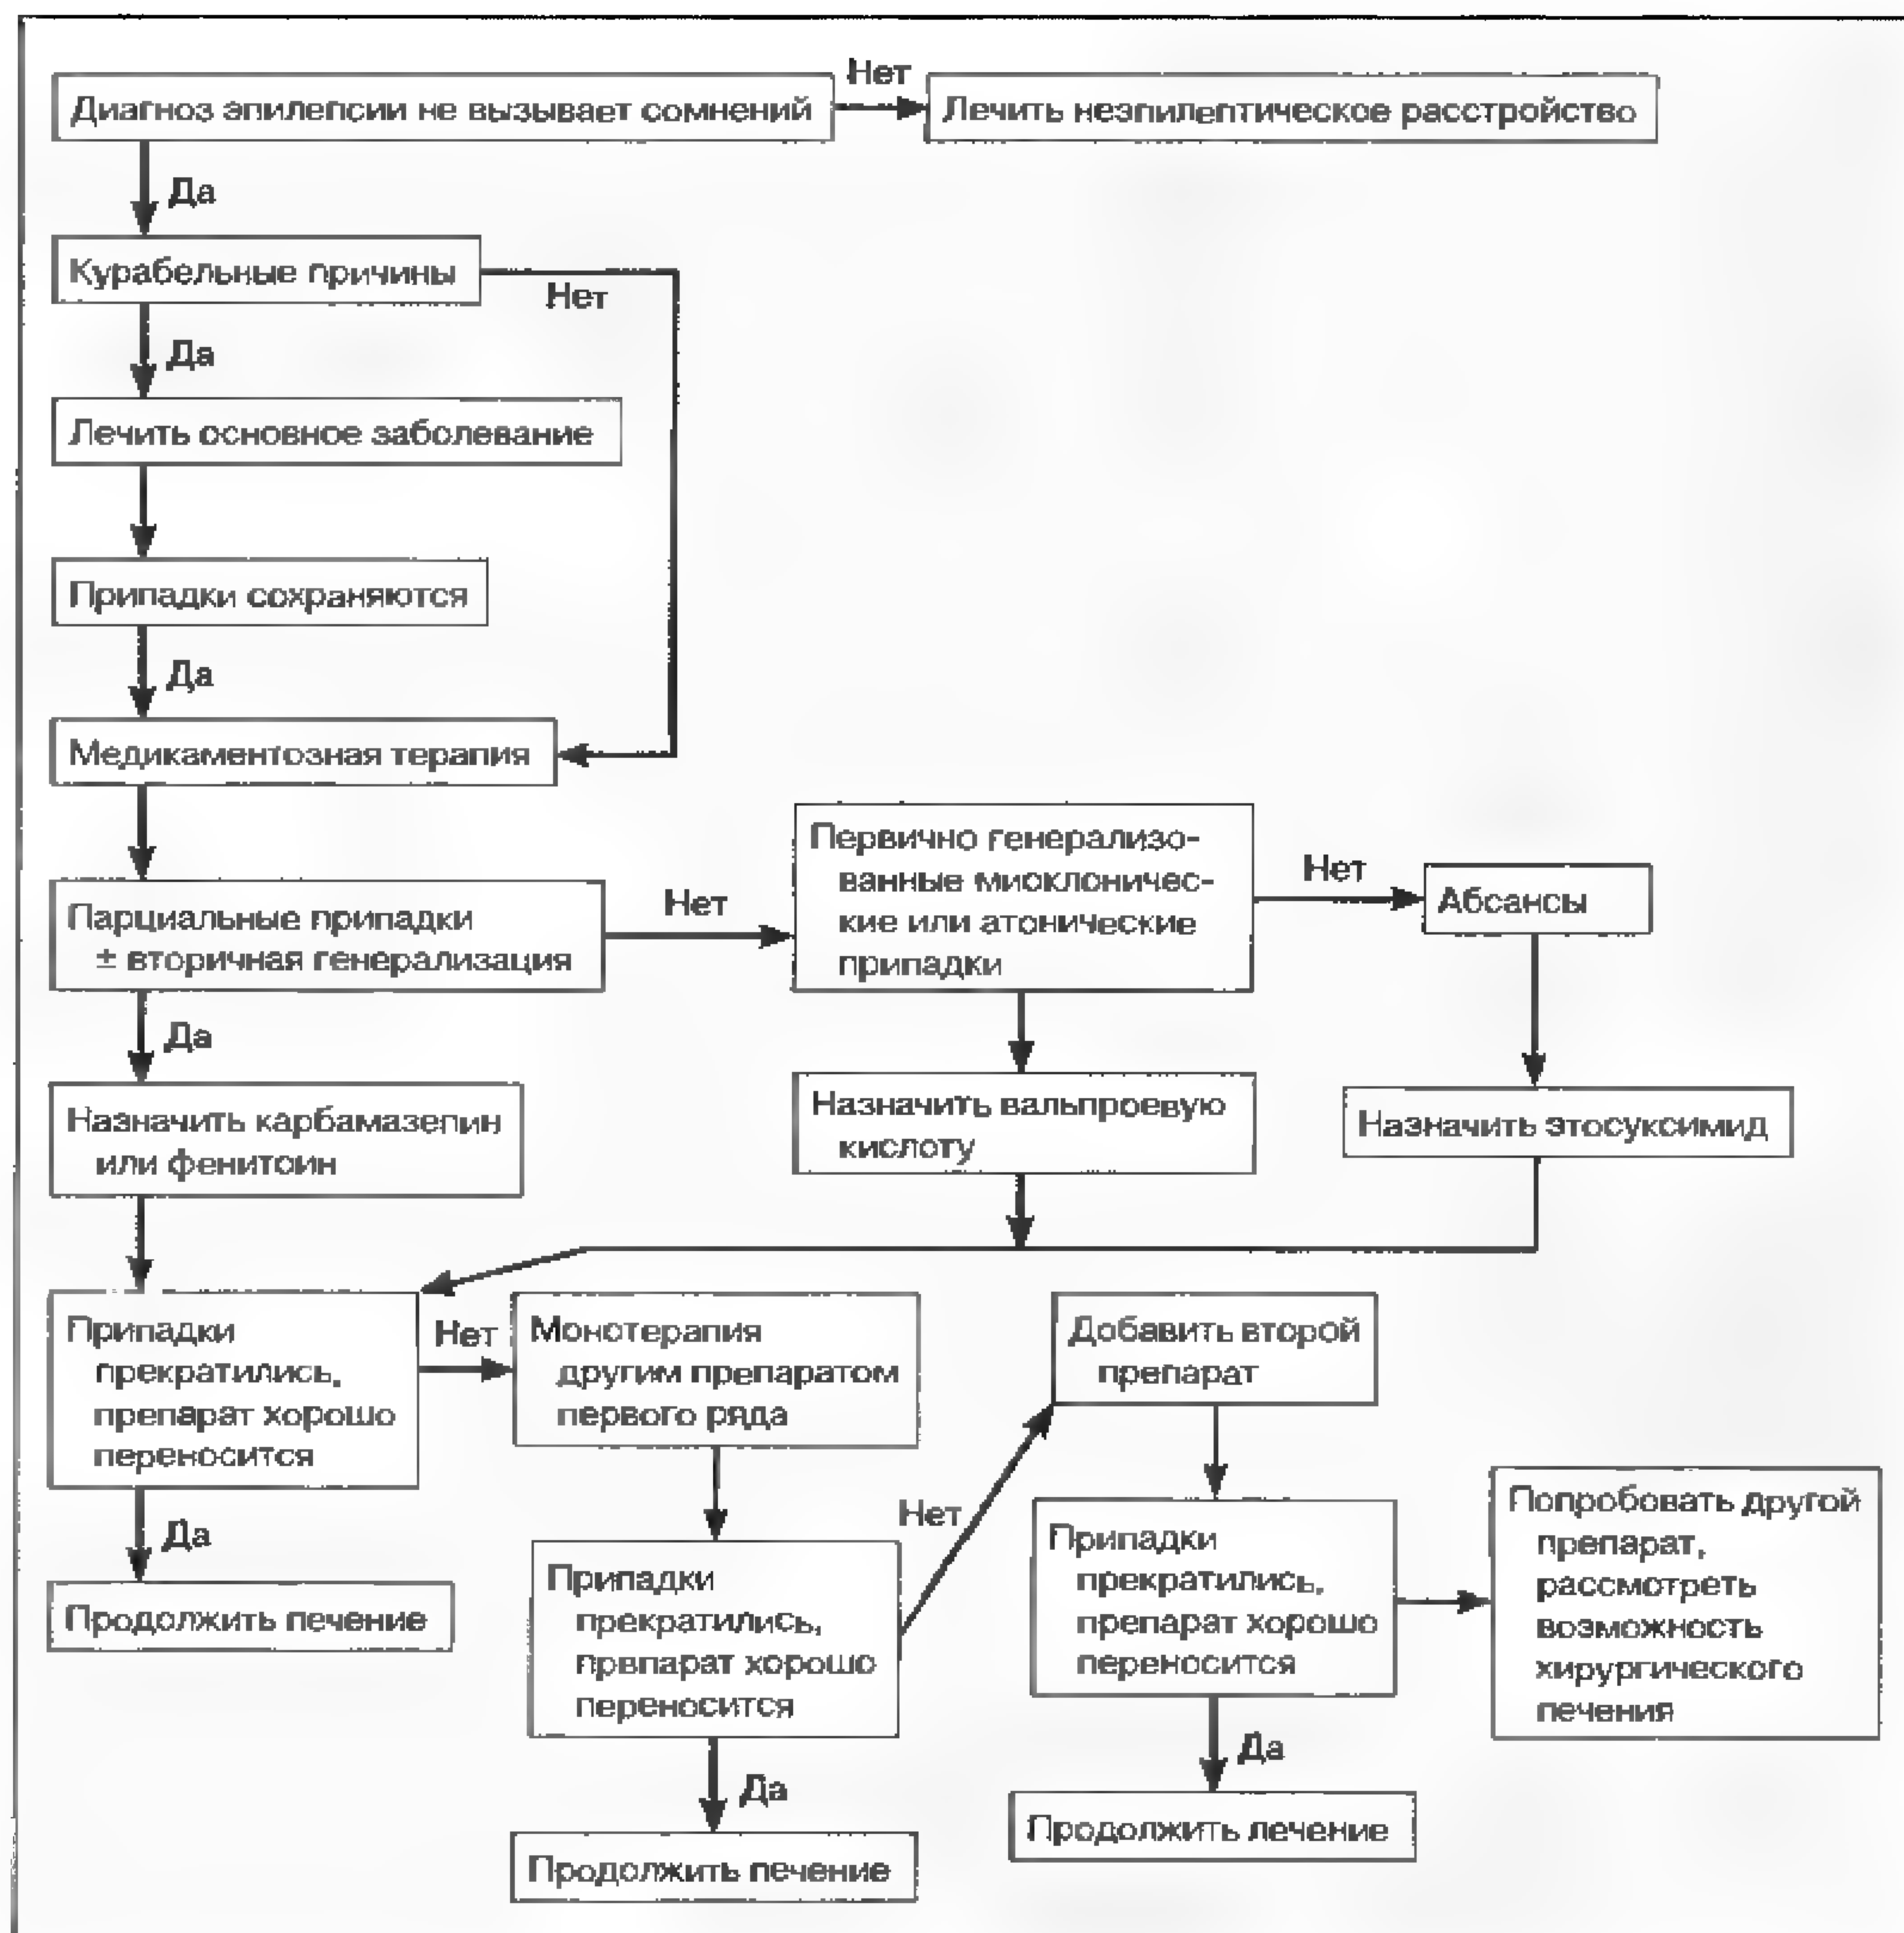 Диагноз эпилепсии не вызывает сомнений
Нет
Лечить неэпилептическое расстройство
Да
Курабельные причины
Нет
Да
Лечить основное заболевание
Припадки сохраняются
Да
Медикаментозная терапия
Парциальные припадки
± вторичная генерализация
Нет
Первично генерализо-
ванные миоклоничес-
кие или атонические
припадки
Нет
Абсансы
Да
Назначить карбамазепин
или фенитоин
Назначить вальпроевую
кислоту
Назначить этосуксимид
Припадки
прекратились,
препарат хорошо
переносится
Нет
Монотерапия
другим препаратом
первого ряда
Добавить второй
препарат
Да
Продолжить печение
Припадки
прекратились,
првпарат хорошо
переносится
Нет
Припадки
прекратились,
препарат хорошо
переносится
Попробовать другой
препарат,
рассмотреть
возможность
хирургического
печения
Да
Продолжить печение
Да
Продолжить лечение